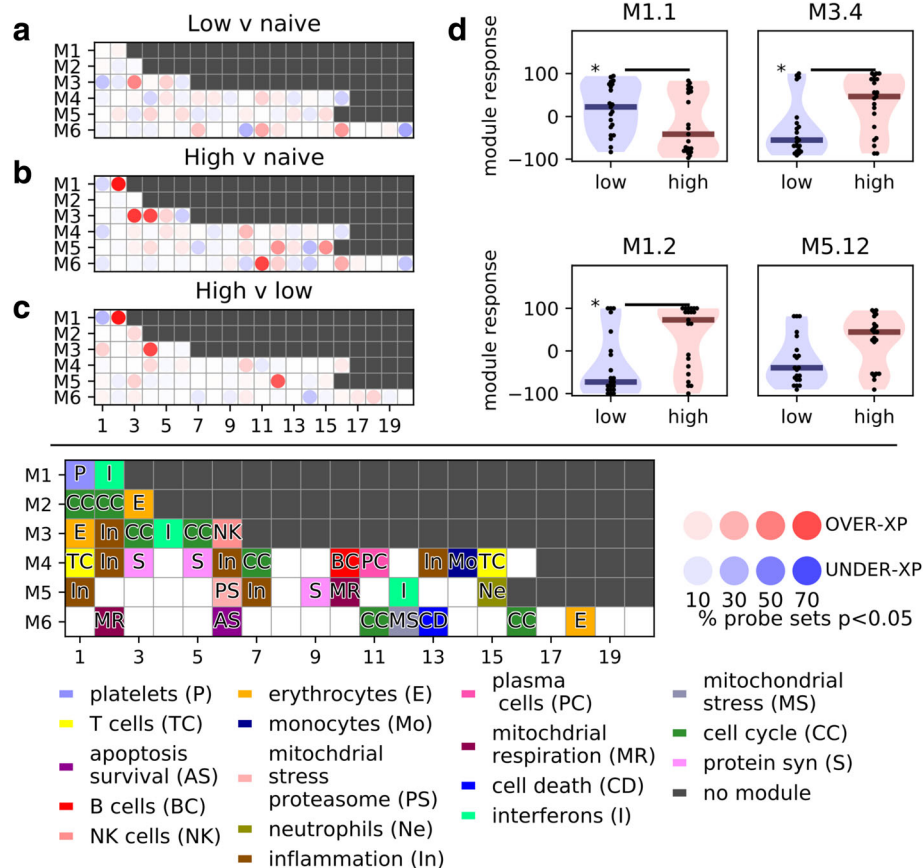 a
Low v naive
M1
M2
M3
M4
M5
M6
b
High v naive
M1
M2
M3
M4
M5
M6
c
High v low
M1
M2
M3
M4
M5
M6
1 3 5 7 9 11 13 15 17 19
d
M1.1
M3.4
module response
100
0
−100
low high
low high
*
*
M1.2
M5.12
module response
100
0
−100
low high
low high
*
M1 P I
M2 CC CC E
M3 E In CC I CC NK
M4 TC In S S In CC BC PC In Mo TC
M5 In PS In S MR I Ne
M6 MR AS CC MS CD CC E
1 3 5 7 9 11 13 15 17 19
OVER-XP
UNDER-XP
10 30 50 70
% probe sets p<0.05
platelets (P)
T cells (TC)
apoptosis
survival (AS)
B cells (BC)
NK cells (NK)
erythrocytes (E)
monocytes (Mo)
mitochdrial
stress
proteasome (PS)
neutrophils (Ne)
inflammation (In)
plasma
cells (PC)
mitochdrial
respiration (MR)
cell death (CD)
interferons (I)
mitochondrial
stress (MS)
cell cycle (CC)
protein syn (S)
no module